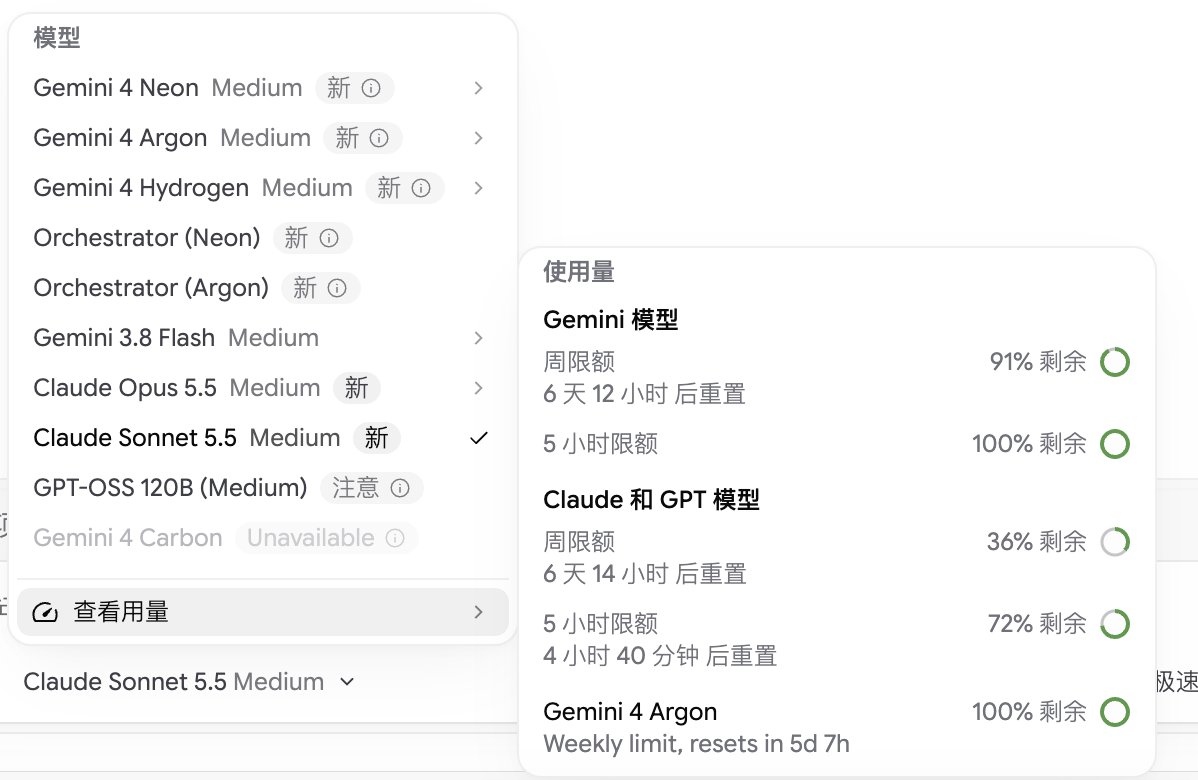 模型
Gemini 4 Neon Medium 新
Gemini 4 Argon Medium 新
Gemini 4 Hydrogen Medium 新
Orchestrator (Neon) 新
Orchestrator (Argon) 新
Gemini 3.8 Flash Medium
Claude Opus 5.5 Medium 新
Claude Sonnet 5.5 Medium 新
GPT-OSS 120B (Medium) 注意
Gemini 4 Carbon Unavailable
查看用量
Claude Sonnet 5.5 Medium
使用量
Gemini 模型
周限额 91% 剩余
6 天 12 小时 后重置
5 小时限额 100% 剩余
Claude 和 GPT 模型
周限额 36% 剩余
6 天 14 小时 后重置
5 小时限额 72% 剩余
4 小时 40 分钟 后重置
Gemini 4 Argon 100% 剩余
Weekly limit, resets in 5d 7h
极速